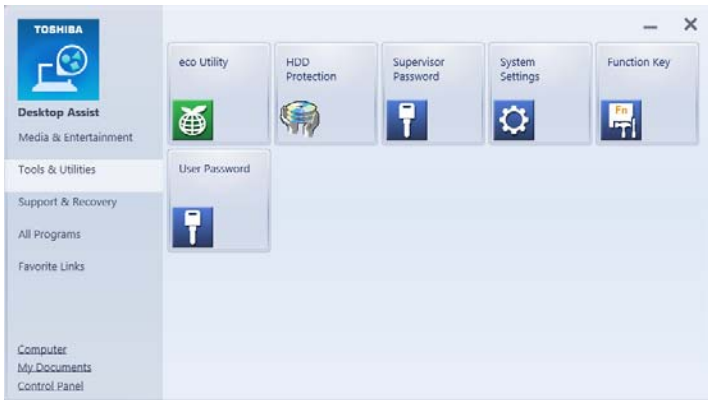 TOSHIBA
Desktop Assist
Media & Entertainment
Tools & Utilities
Support & Recovery
All Programs
Favorite Links
Computer
My Documents
Control Panel
eco Utility
HDD
Protection
Supervisor
Password
System
Settings
Function Key
Fn
User Password